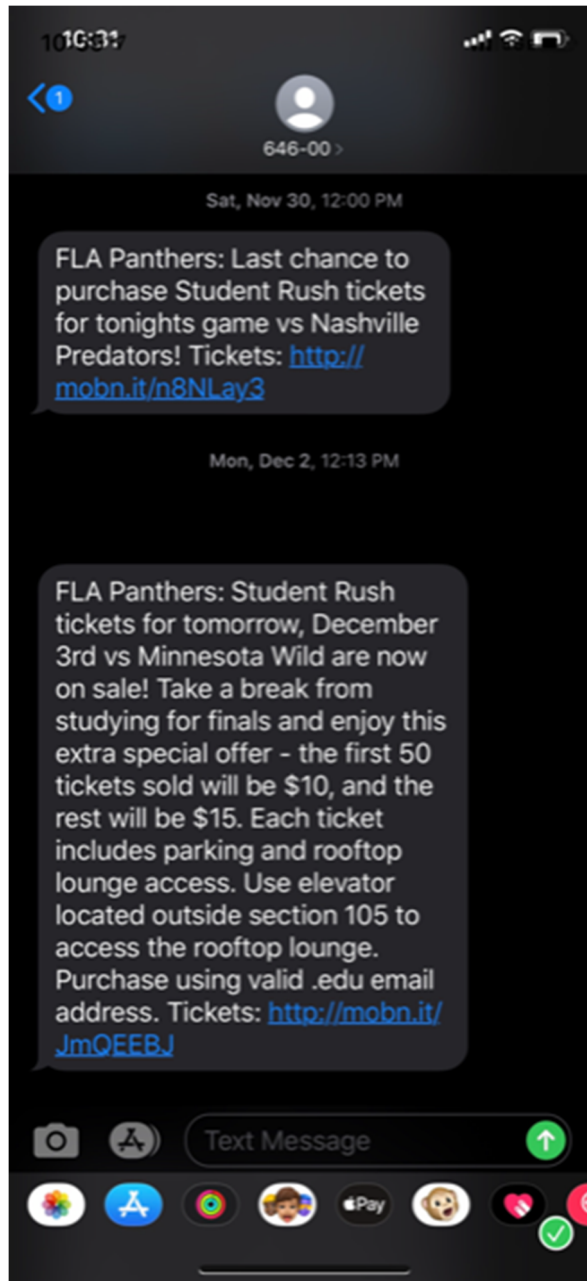 1
646-00 >
Sat, Nov 30, 12:00 PM
FLA Panthers: Last chance to
purchase Student Rush tickets
for tonights game vs Nashville
Predators! Tickets: http://
mobn.it/n8NLay3
Mon, Dec 2, 12:13 PM
FLA Panthers: Student Rush
tickets for tomorrow, December
3rd vs Minnesota Wild are now
on sale! Take a break from
studying for finals and enjoy this
extra special offer - the first 50
tickets sold will be $10, and the
rest will be $15. Each ticket
includes parking and rooftop
lounge access. Use elevator
located outside section 105 to
access the rooftop lounge.
Purchase using valid .edu email
address. Tickets: http://mobn.it/
JmQEEBJ
Text Message
Pay